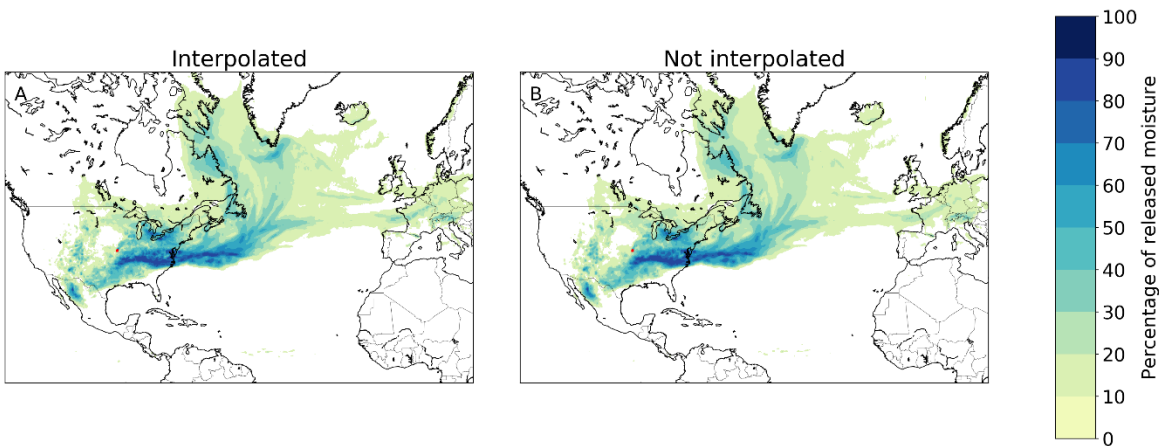 Interpolated
A
Not interpolated
B
100
90
80
70
60
50
40
30
20
10
0
Percentage of released moisture